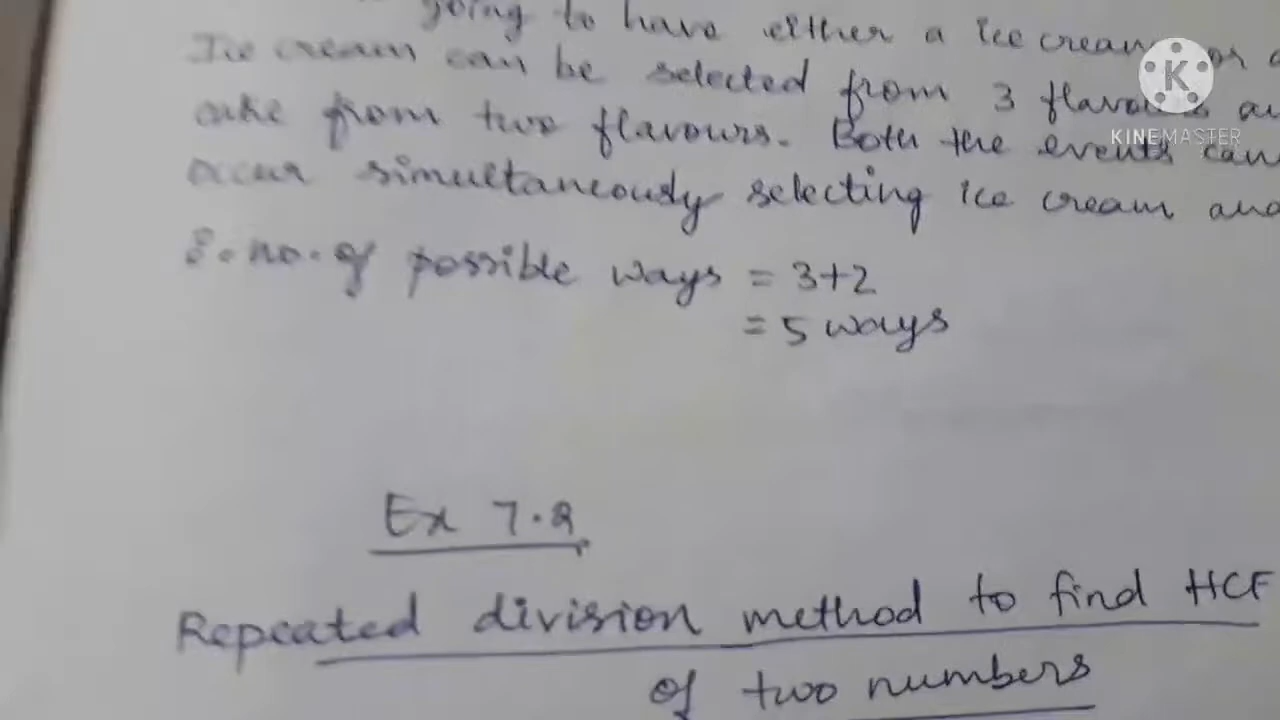 going to have either a ice cream or a
Ice cream can be selected from 3 flavours
cake from two flavours. Both the events
occur simultaneously selecting ice cream and
no. of possible ways = 3+2
= 5 ways
Ex 7.2
Repeated division method to find HCF
of two numbers
K
KINEMASTER